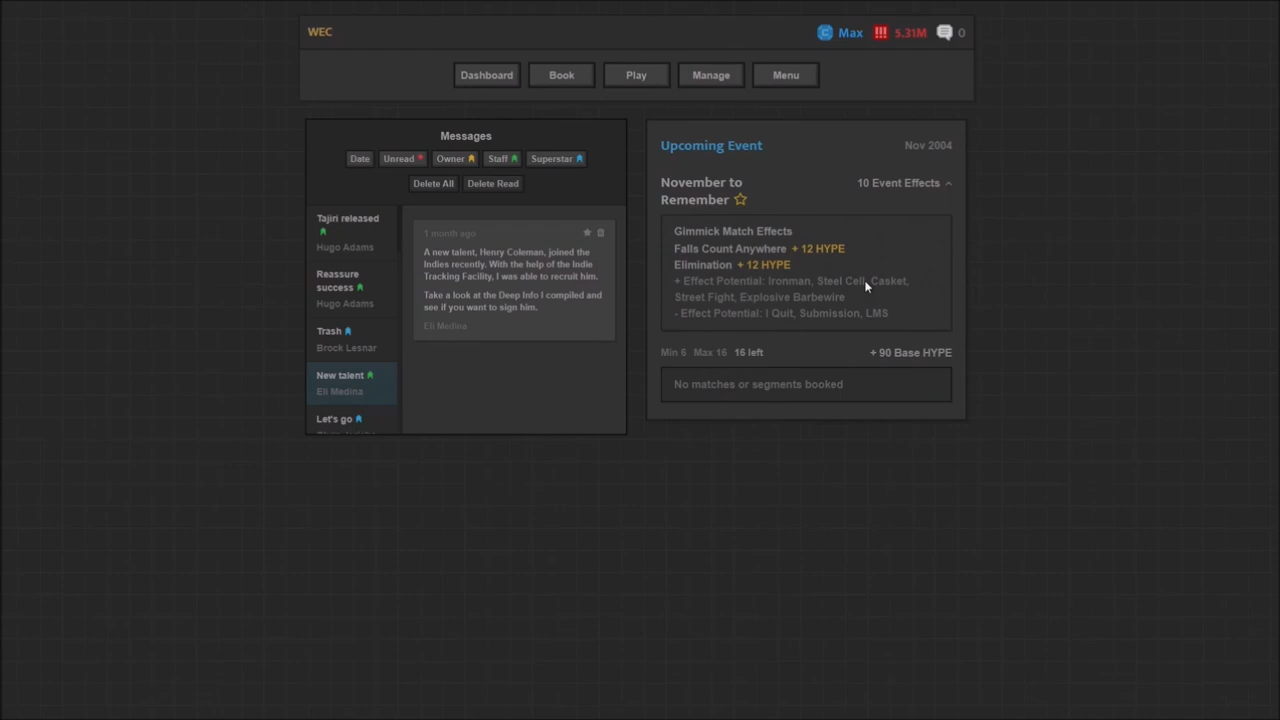 WEC
Max
5.31M
0
Dashboard
Book
Play
Manage
Menu
Messages
Date
Unread
Owner
Staff
Superstar
Delete All
Delete Read
Tajiri released
Hugo Adams
Reassure
success
Hugo Adams
Trash
Brock Lesnar
New talent
Eli Medina
Let's go
1 month ago
A new talent, Henry Coleman, joined the
Indies recently. With the help of the Indie
Tracking Facility, I was able to recruit him.
Take a look at the Deep Info I compiled and
see if you want to sign him.
Eli Medina
Upcoming Event
Nov 2004
November to
Remember
10 Event Effects
Gimmick Match Effects
Falls Count Anywhere + 12 HYPE
Elimination + 12 HYPE
+ Effect Potential: Ironman, Steel Cell, Casket,
Street Fight, Explosive Barbewire
- Effect Potential: I Quit, Submission, LMS
Min 6 Max 16 16 left
+ 90 Base HYPE
No matches or segments booked